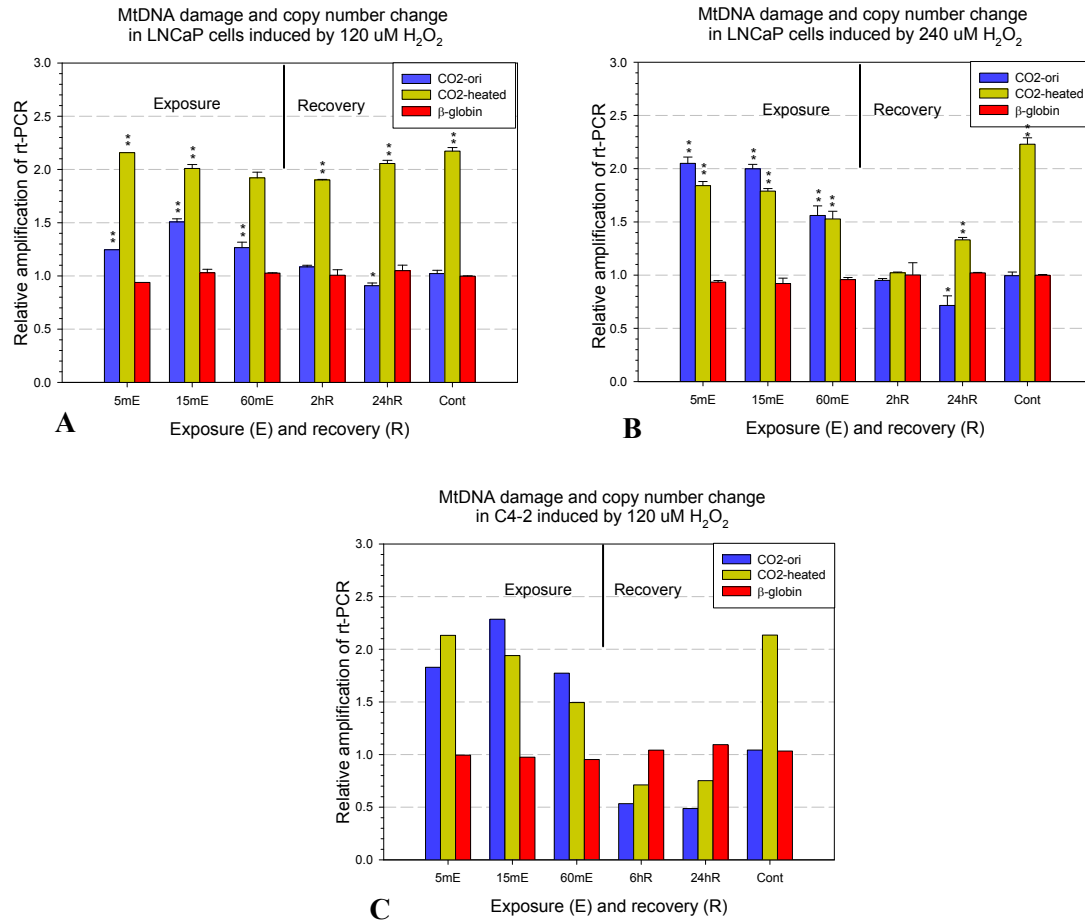 MtDNA damage and copy number change
in LNCaP cells induced by 120 uM H₂O₂
Relative amplification of rt-PCR
3.0
2.5
2.0
1.5
1.0
0.5
0.0
Exposure
Recovery
CO2-ori
CO2-heated
β-globin
**
**
**
**
**
**
**
*
**
**
5mE 15mE 60mE 2hR 24hR Cont
Exposure (E) and recovery (R)
A
MtDNA damage and copy number change
in LNCaP cells induced by 240 uM H₂O₂
Relative amplification of rt-PCR
3.0
2.5
2.0
1.5
1.0
0.5
0.0
Exposure
Recovery
CO2-ori
CO2-heated
β-globin
**
**
**
**
**
**
*
**
**
5mE 15mE 60mE 2hR 24hR Cont
Exposure (E) and recovery (R)
B
MtDNA damage and copy number change
in C4-2 induced by 120 uM H₂O₂
Relative amplification of rt-PCR
3.0
2.5
2.0
1.5
1.0
0.5
0.0
Exposure
Recovery
CO2-ori
CO2-heated
β-globin
5mE 15mE 60mE 6hR 24hR Cont
Exposure (E) and recovery (R)
C